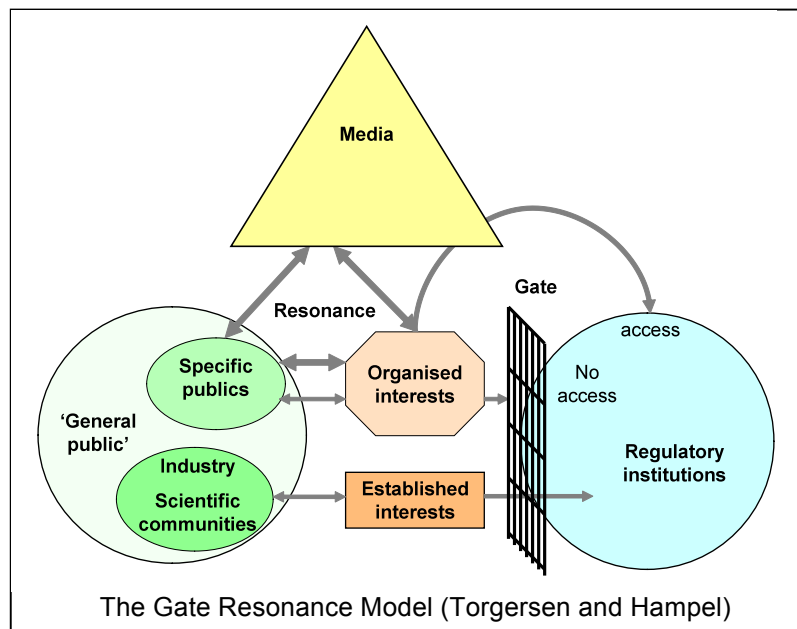 Media
Gate
Resonance
access
Specific
publics
Organised
interests
No
access
‘General
public’
Regulatory
institutions
Industry
Scientific
communities
Established
interests
The Gate Resonance Model (Torgersen and Hampel)